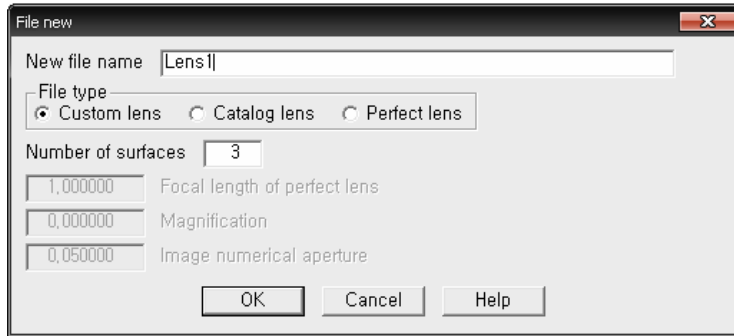 File new
New file name Lens1
File type
Custom lens Catalog lens Perfect lens
Number of surfaces 3
1,000000 Focal length of perfect lens
0,000000 Magnification
0,050000 Image numerical aperture
OK Cancel Help